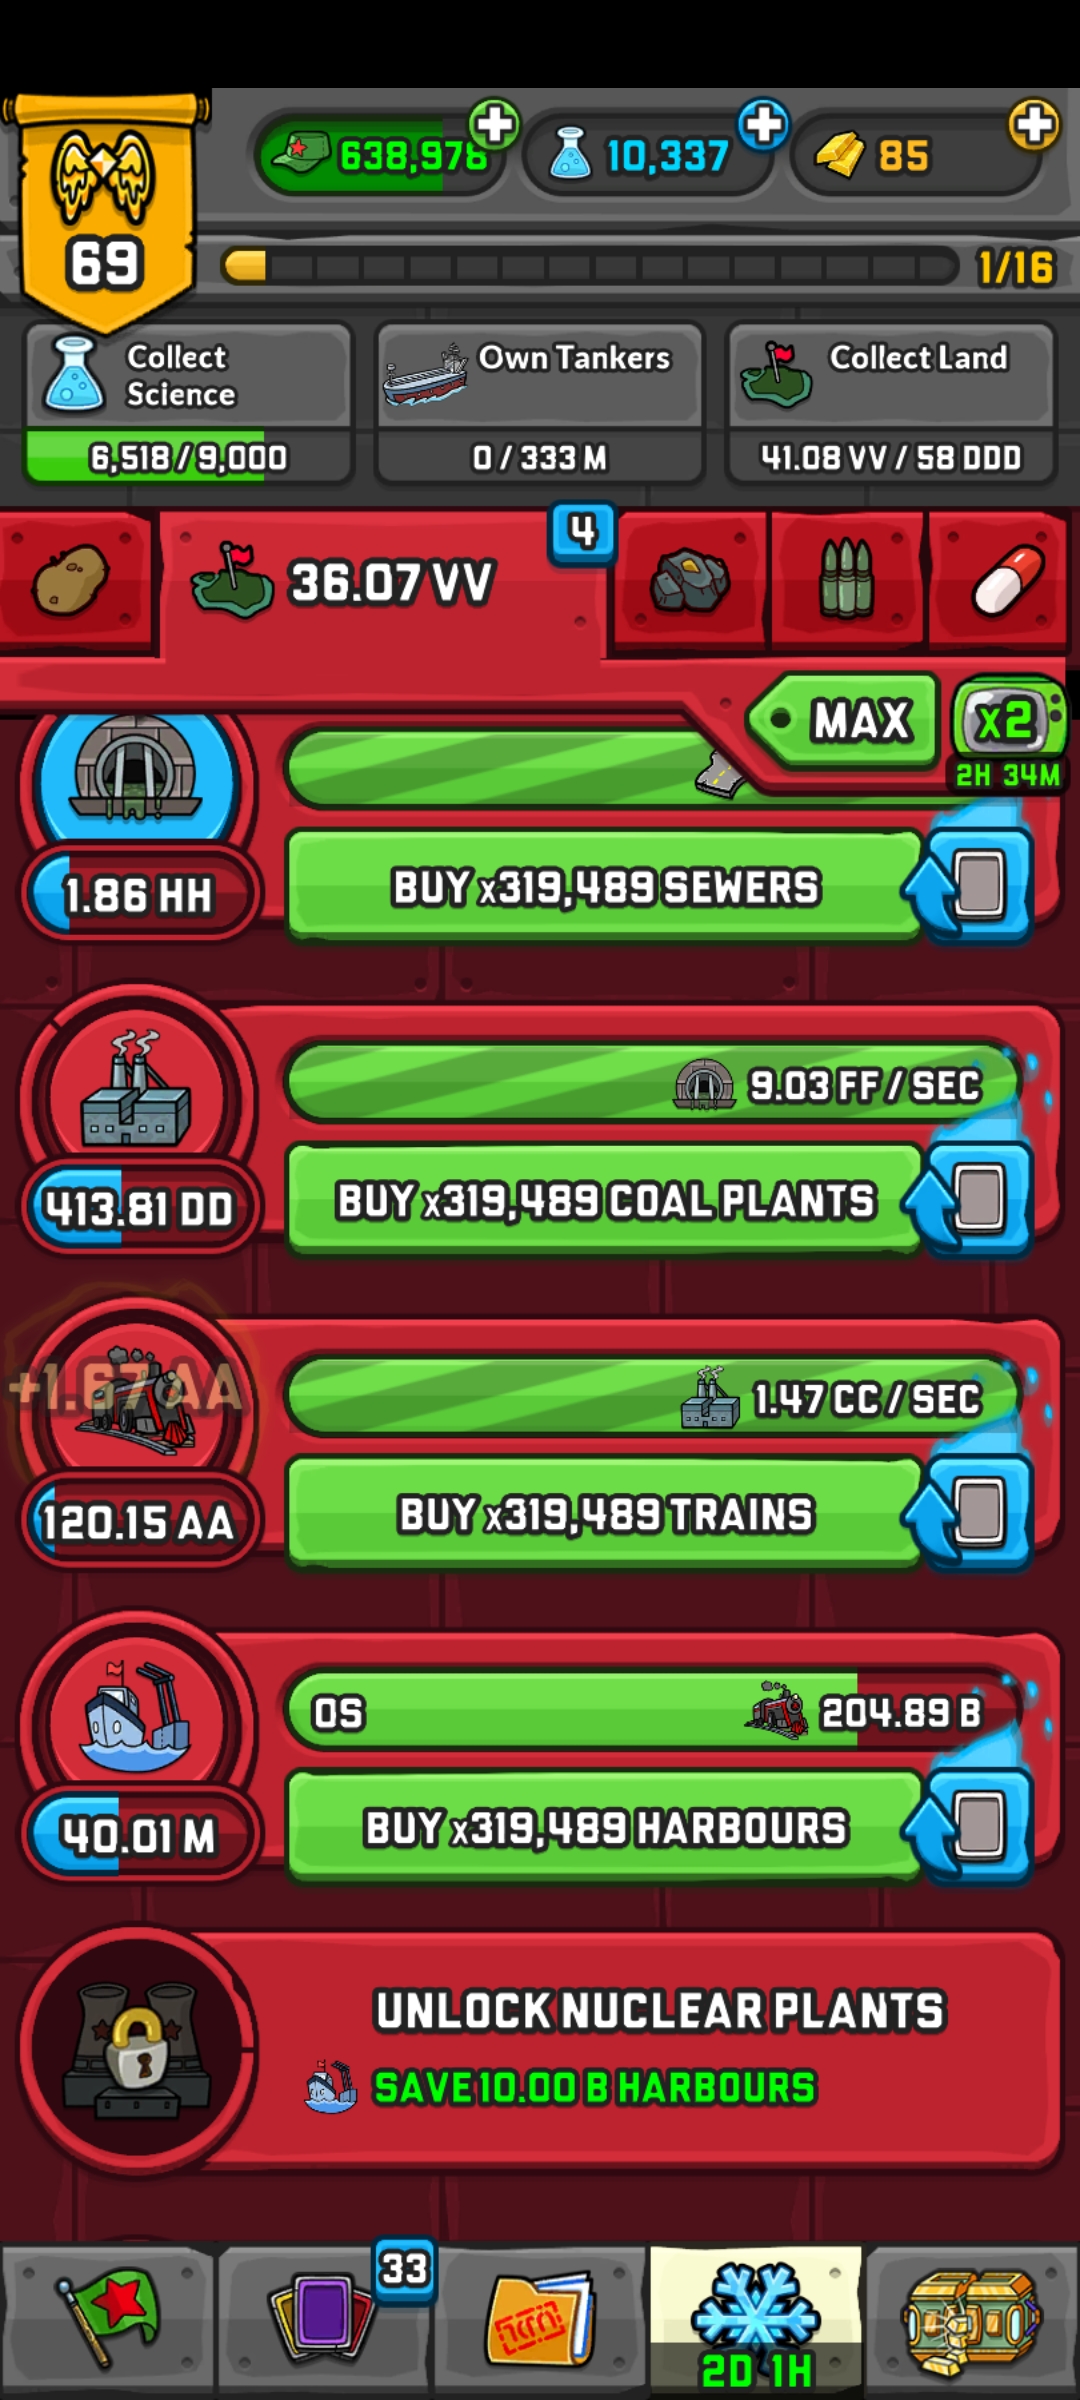 638,978
10,337
85
69
1/16
Collect
Science
6,518/9,000
Own Tankers
0/333 M
Collect Land
41.08 VV/58 DDD
36.07 VV
4
MAX
x2
2H 34M
1.86 HH
BUY x319,489 SEWERS
9.03 FF/SEC
413.81 DD
BUY x319,489 COAL PLANTS
+1.67 AA
1.47 CC/SEC
120.15 AA
BUY x319,489 TRAINS
0S
204.89 B
40.01 M
BUY x319,489 HARBOURS
UNLOCK NUCLEAR PLANTS
SAVE 10.00 B HARBOURS
33
2D 1H